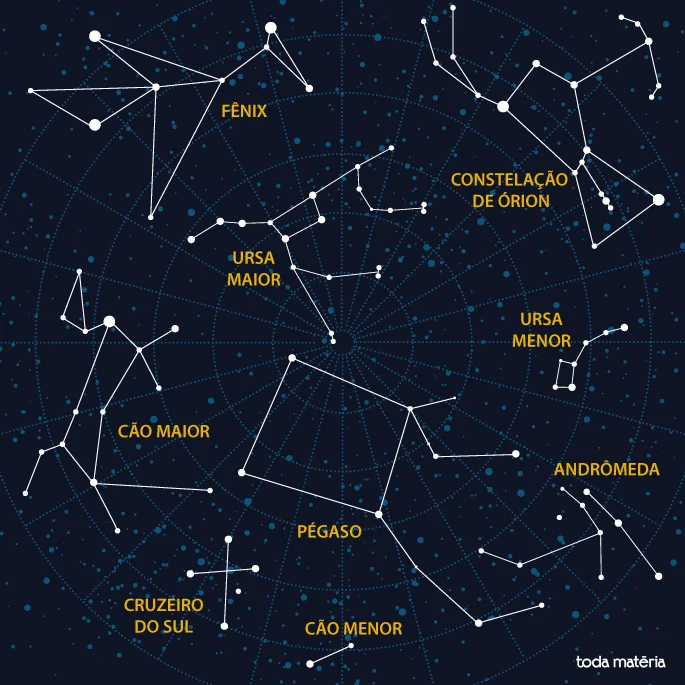 FÊNIX
CONSTELAÇÃO
DE ÓRION
URSA
MAIOR
URSA
MENOR
CÃO MAIOR
ANDRÔMEDA
PÉGASO
CRUZEIRO
DO SUL
CÃO MENOR
toda matéria